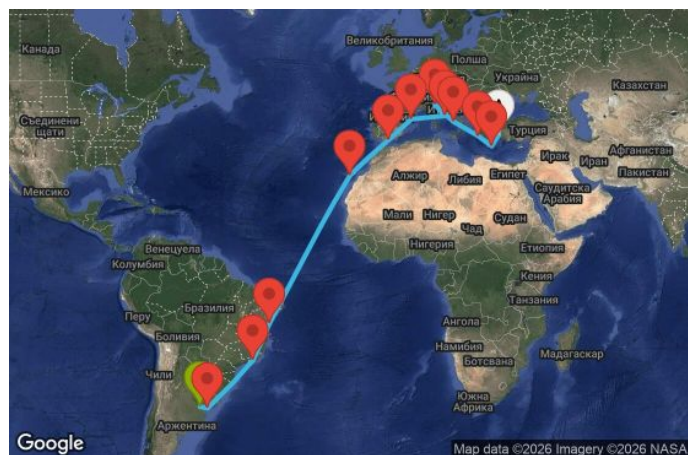 Великобритания
Канада
Полша
Украйна
Казахстан
Съединени
щати
Турция
Ирак
Иран
Афганистан
Пакистан
Алжир
Либия
Египет
Саудитска
Арабия
Мексико
Мали
Нигер
Судан
Чад
Нигерия
Венецуела
Колумбия
Етиопия
Кения
Бразилия
Танзания
Перу
Ангола
Боливия
Намибия
Мадагаскар
Ботсвана
Чили
Южна
Африка
Аржентина
Google
Map data ©2026 Imagery ©2026 NASA